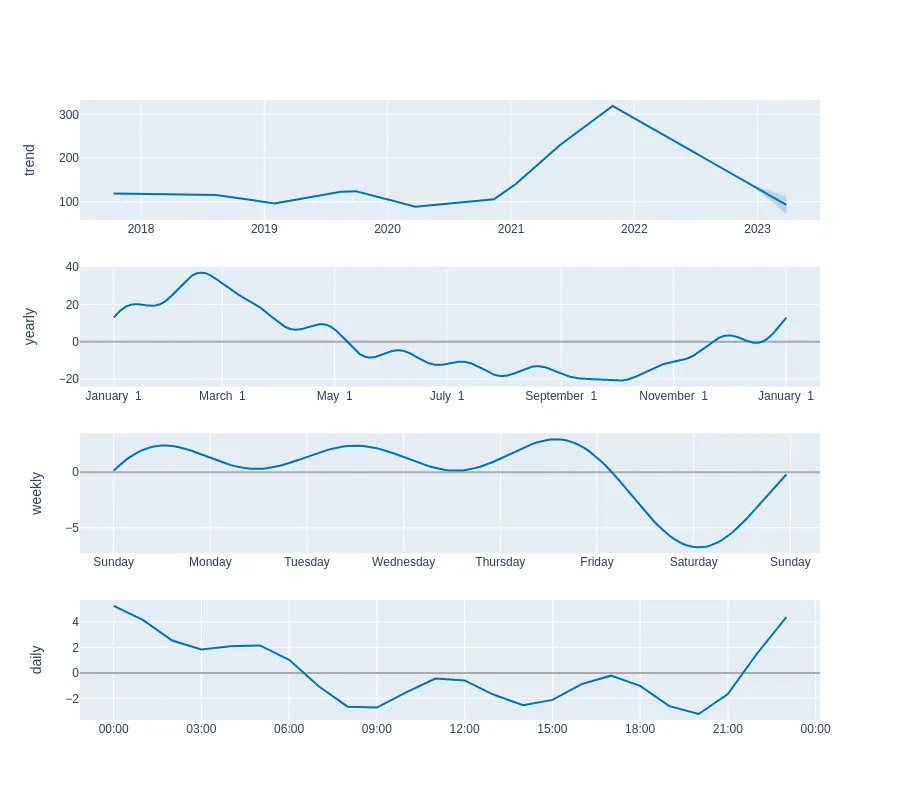 300
200
100
trend
2018 2019 2020 2021 2022 2023
40
20
0
−20
yearly
January 1 March 1 May 1 July 1 September 1 November 1 January 1
0
−5
weekly
Sunday Monday Tuesday Wednesday Thursday Friday Saturday Sunday
4
2
0
−2
daily
00:00 03:00 06:00 09:00 12:00 15:00 18:00 21:00 00:00